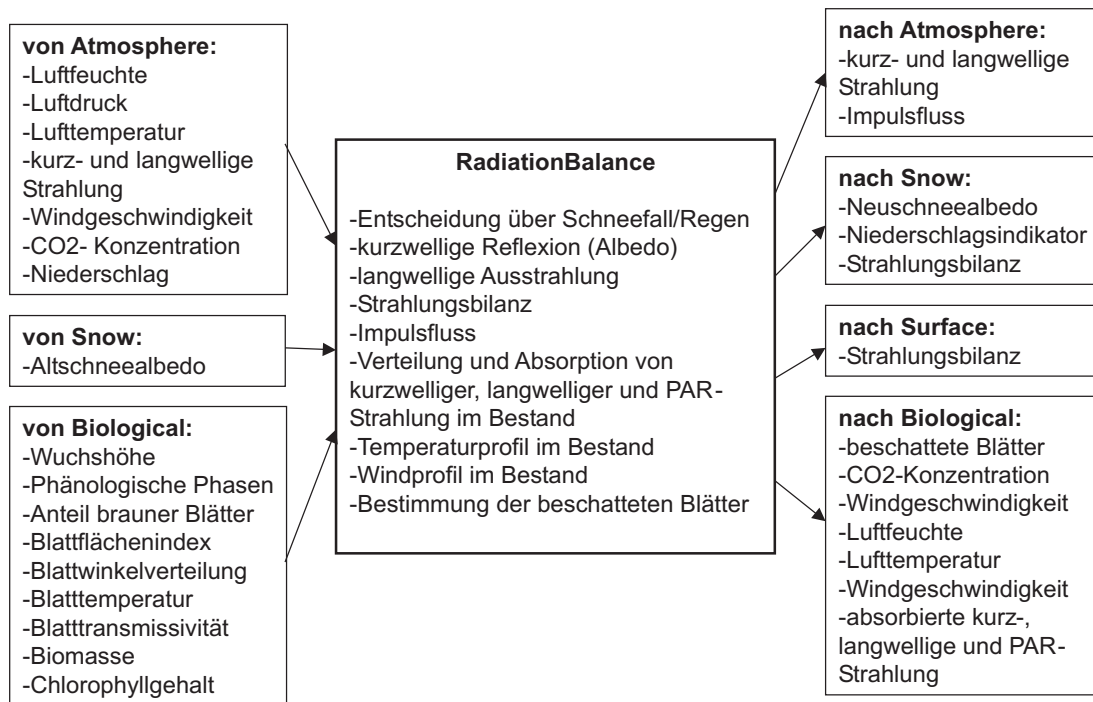 von Atmosphere:
-Luftfeuchte
-Luftdruck
-Lufttemperatur
-kurz- und langwellige
Strahlung
-Windgeschwindigkeit
-CO2- Konzentration
-Niederschlag
von Snow:
-Altschneealbedo
von Biological:
-Wuchshöhe
-Phänologische Phasen
-Anteil brauner Blätter
-Blattflächenindex
-Blattwinkelverteilung
-Blatttemperatur
-Blatttransmissivität
-Biomasse
-Chlorophyllgehalt
RadiationBalance
-Entscheidung über Schneefall/Regen
-kurzwellige Reflexion (Albedo)
-langwellige Ausstrahlung
-Strahlungsbilanz
-Impulsfluss
-Verteilung und Absorption von
kurzwelliger, langwelliger und PAR-
Strahlung im Bestand
-Temperaturprofil im Bestand
-Windprofil im Bestand
-Bestimmung der beschatteten Blätter
nach Atmosphere:
-kurz- und langwellige
Strahlung
-Impulsfluss
nach Snow:
-Neuschneealbedo
-Niederschlagsindikator
-Strahlungsbilanz
nach Surface:
-Strahlungsbilanz
nach Biological:
-beschattete Blätter
-CO2-Konzentration
-Windgeschwindigkeit
-Luftfeuchte
-Lufttemperatur
-Windgeschwindigkeit
-absorbierte kurz-,
langwellige und PAR-
Strahlung